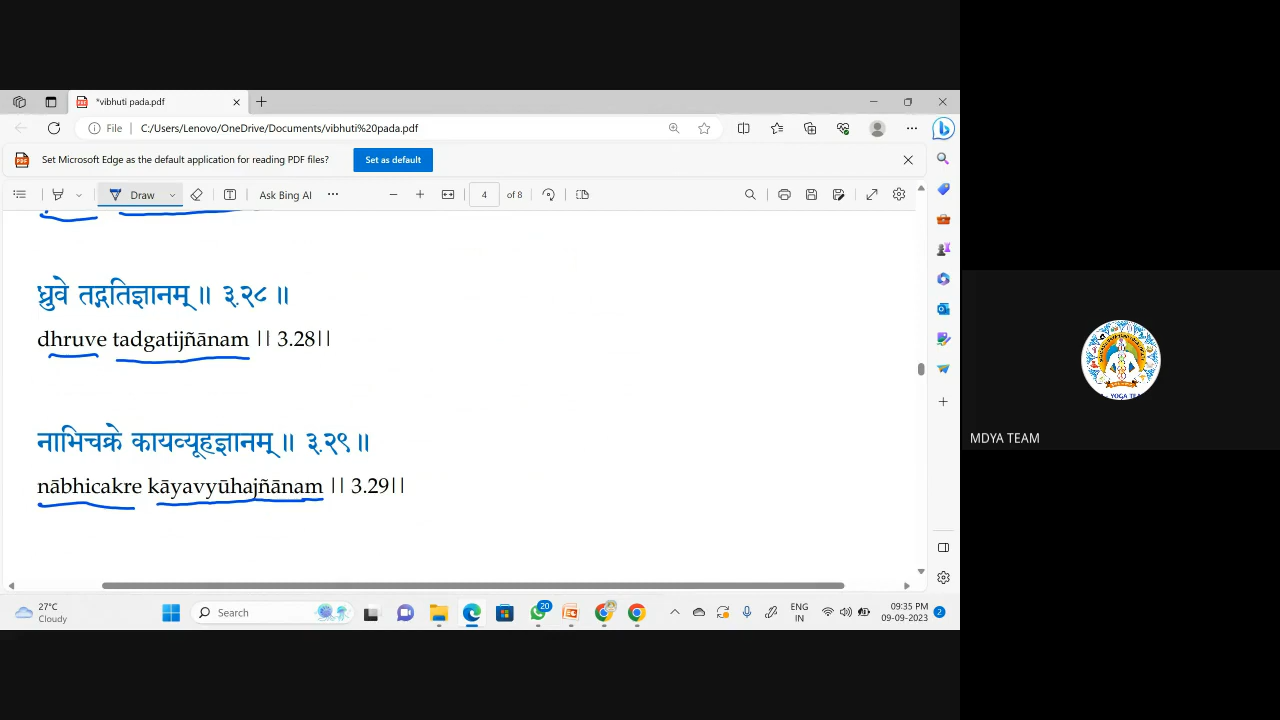 *vibhuti pada.pdf
File
C:/Users/Lenovo/OneDrive/Documents/vibhuti%20pada.pdf
Set Microsoft Edge as the default application for reading PDF files?
Set as default
Draw
Ask Bing AI
4
of 8
ध्रुवे तद्गतिज्ञानम् ॥ ३.२८ ॥
dhruve tadgatijñānam || 3.28||
नाभिचक्रे कायव्यूहज्ञानम् ॥ ३.२९ ॥
nābhicakre kāyavyūhajñānam || 3.29||
MDYA TEAM
27°C
Cloudy
Search
20
ENG
IN
09:35 PM
09-09-2023
2